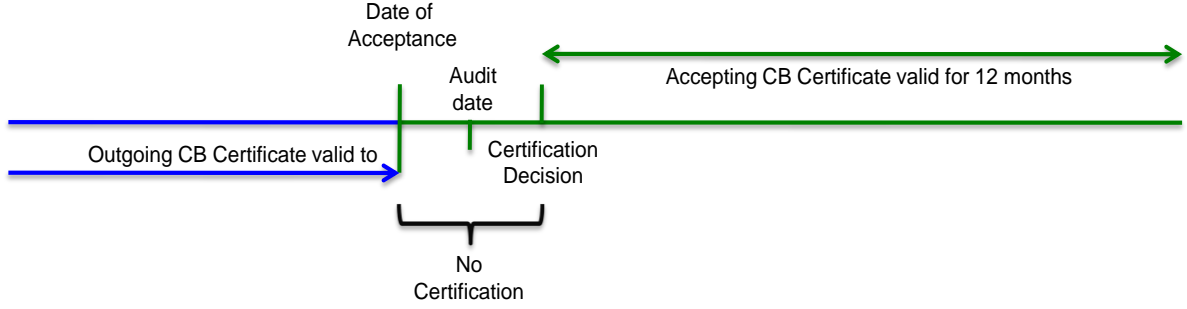 Date of
Acceptance
Audit
date
Accepting CB Certificate valid for 12 months
Outgoing CB Certificate valid to
Certification
Decision
No
Certification